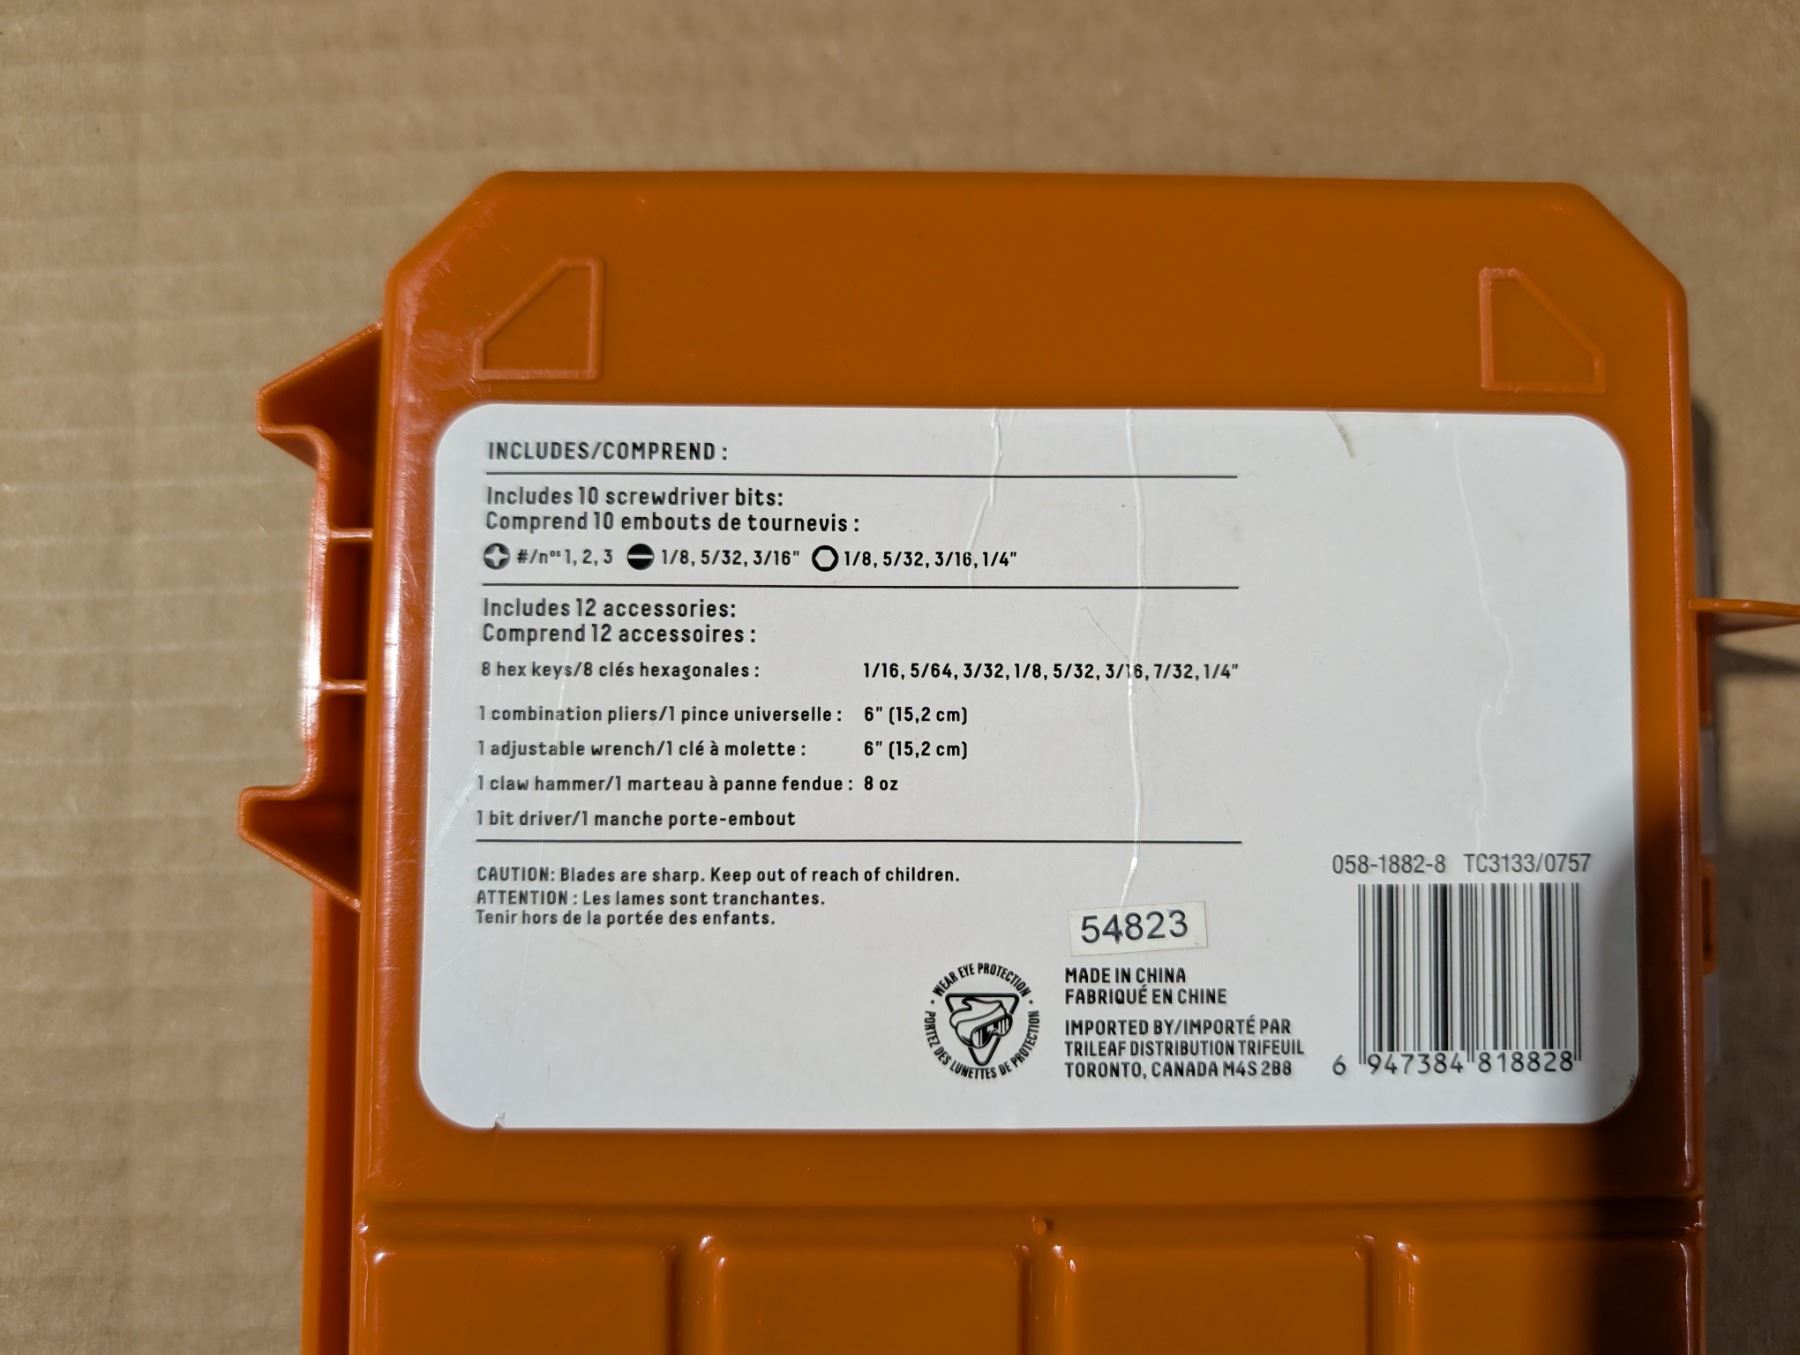 INCLUDES/COMPREND :
Includes 10 screwdriver bits:
Comprend 10 embouts de tournevis :
#/nos 1, 2, 3 1/8, 5/32, 3/16" 1/8, 5/32, 3/16, 1/4"
Includes 12 accessories:
Comprend 12 accessoires :
8 hex keys/8 clés hexagonales : 1/16, 5/64, 3/32, 1/8, 5/32, 3/16, 7/32, 1/4"
1 combination pliers/1 pince universelle : 6" (15,2 cm)
1 adjustable wrench/1 clé à molette : 6" (15,2 cm)
1 claw hammer/1 marteau à panne fendue : 8 oz
1 bit driver/1 manche porte-embout
CAUTION: Blades are sharp. Keep out of reach of children.
ATTENTION : Les lames sont tranchantes.
Tenir hors de la portée des enfants.
058-1882-8 TC3133/0757
54823
WEAR EYE PROTECTION
PORTEZ DES LUNETTES DE PROTECTION
MADE IN CHINA
FABRIQUÉ EN CHINE
IMPORTED BY/IMPORTÉ PAR
TRILEAF DISTRIBUTION TRIFEUIL
TORONTO, CANADA M4S 2B8
6 947384 818828